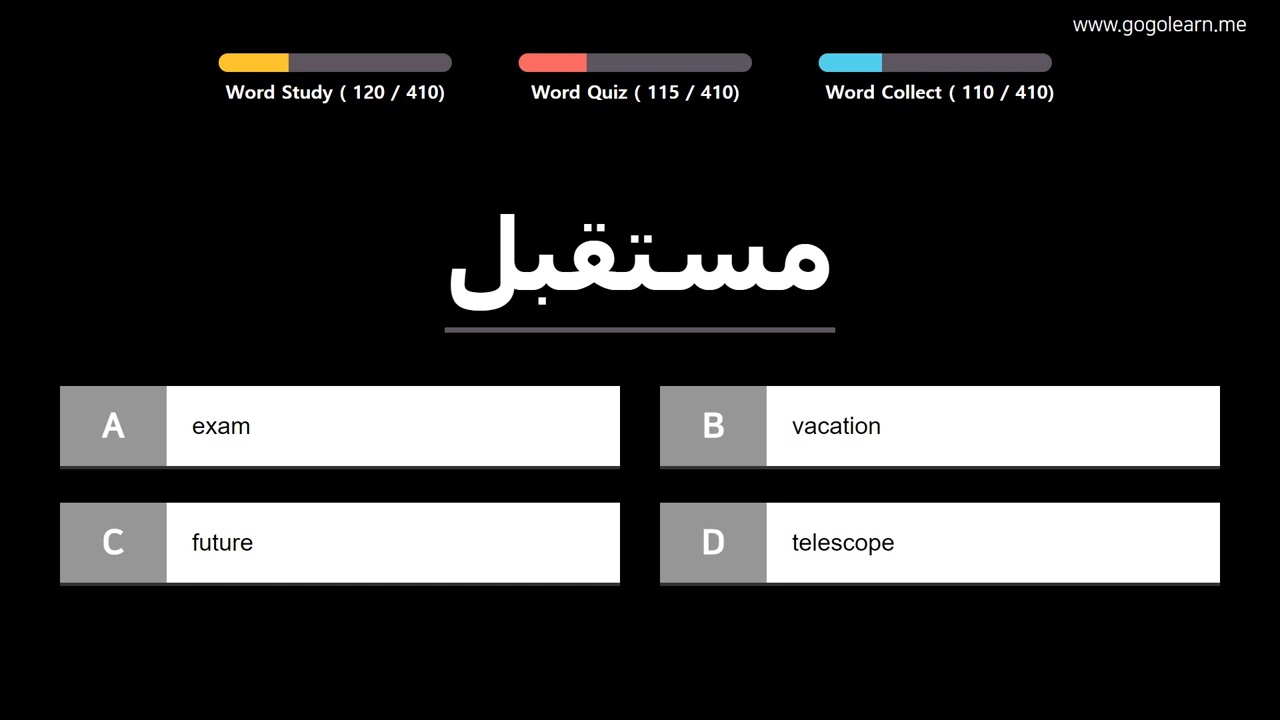 www.gogolearn.me
Word Study ( 120 / 410)
Word Quiz ( 115 / 410)
Word Collect ( 110 / 410)
مستقبل
A exam
B vacation
C future
D telescope